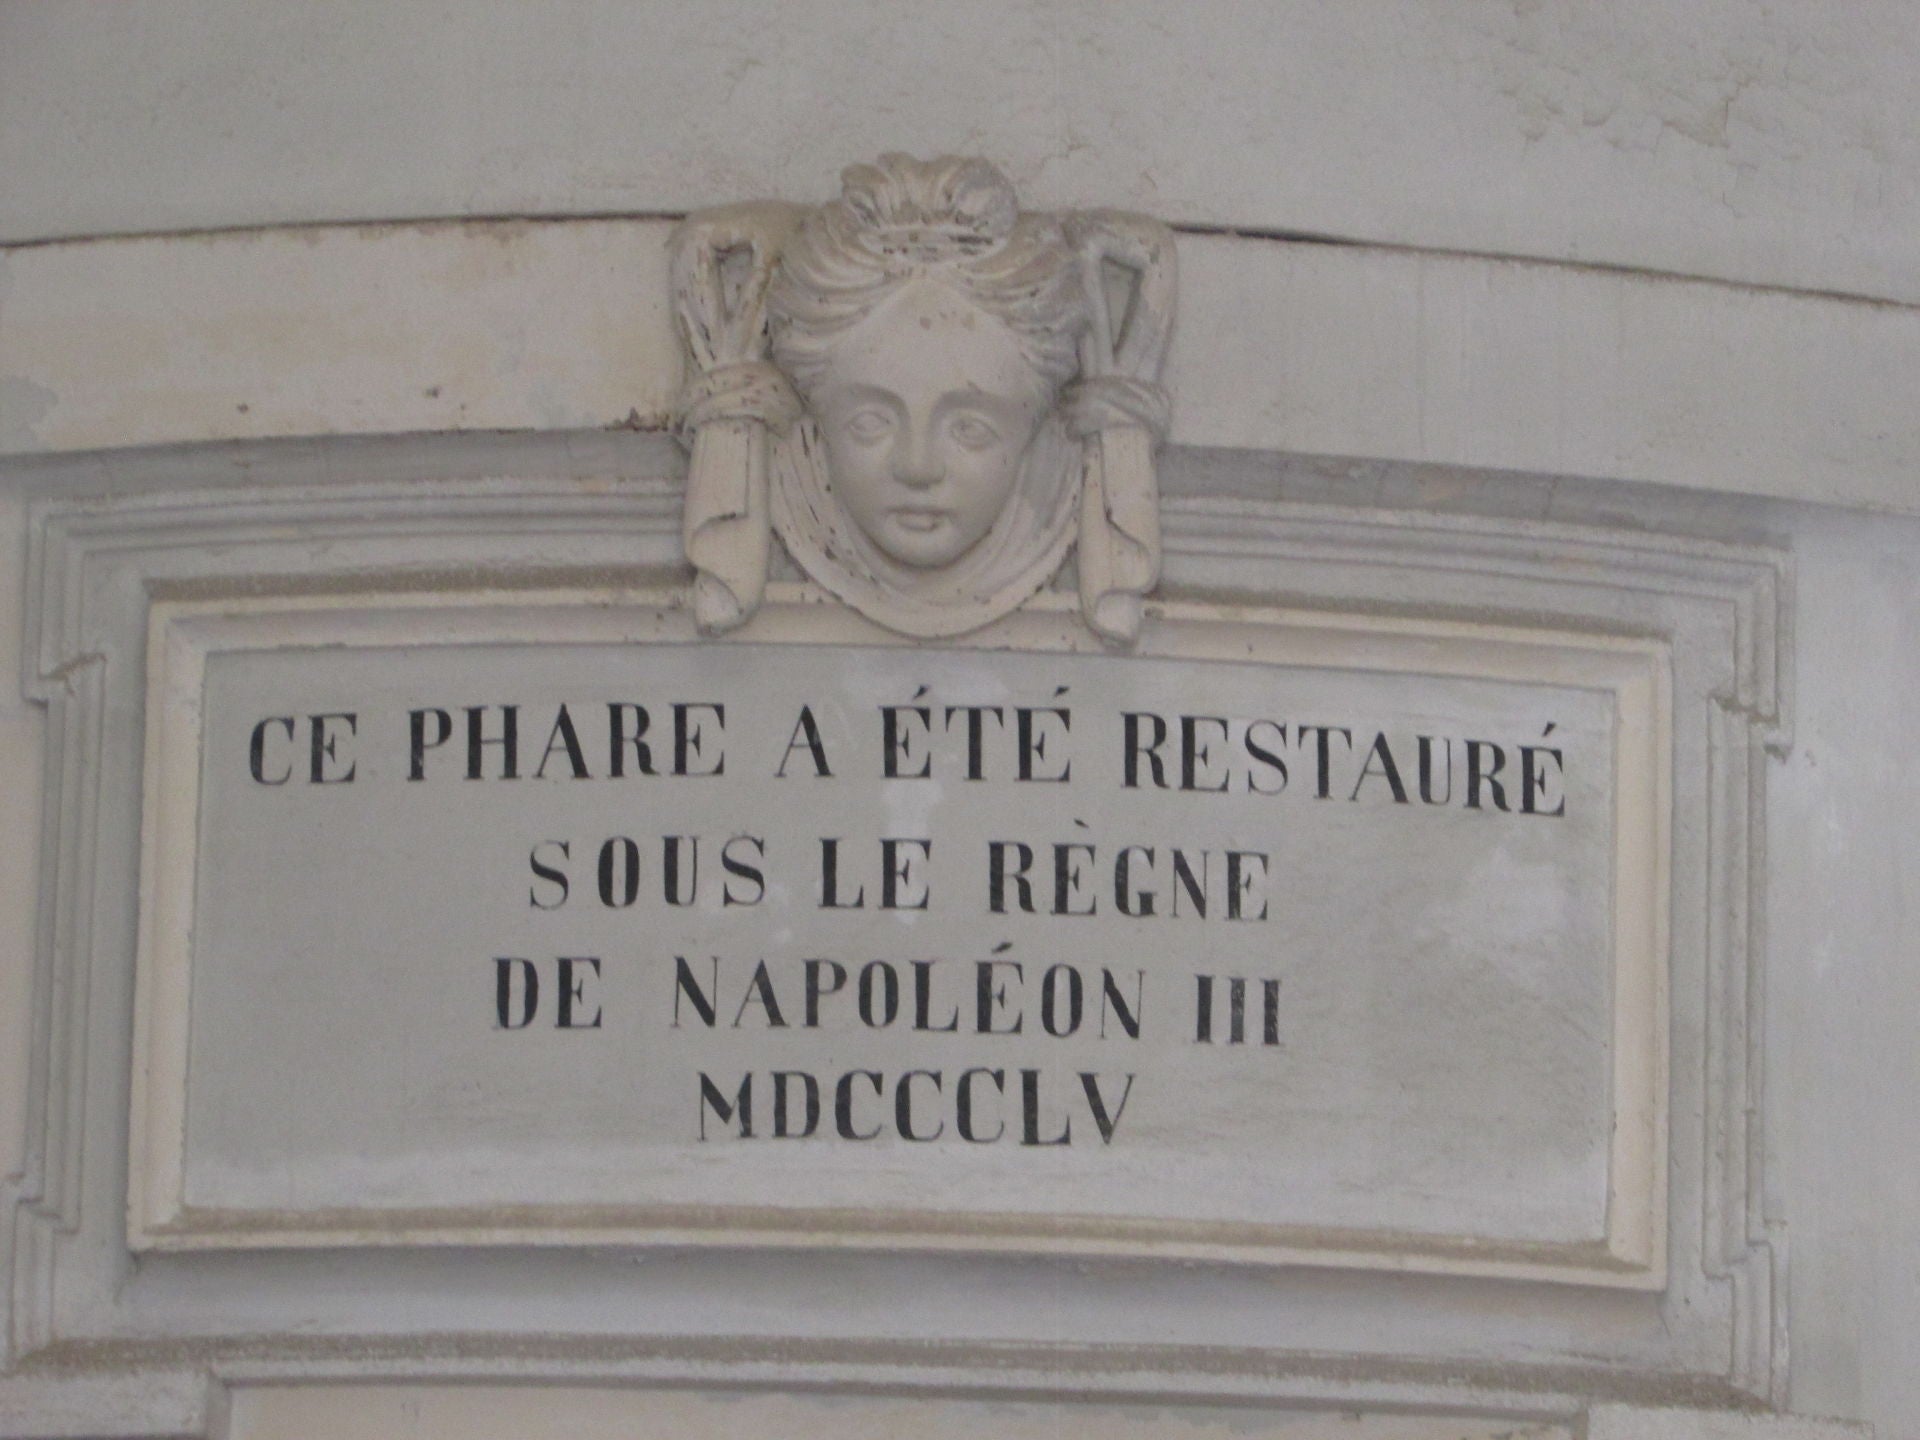 CE PHARE A ÉTÉ RESTAURÉ
SOUS LE RÈGNE
DE NAPOLÉON III
MDCCCLV